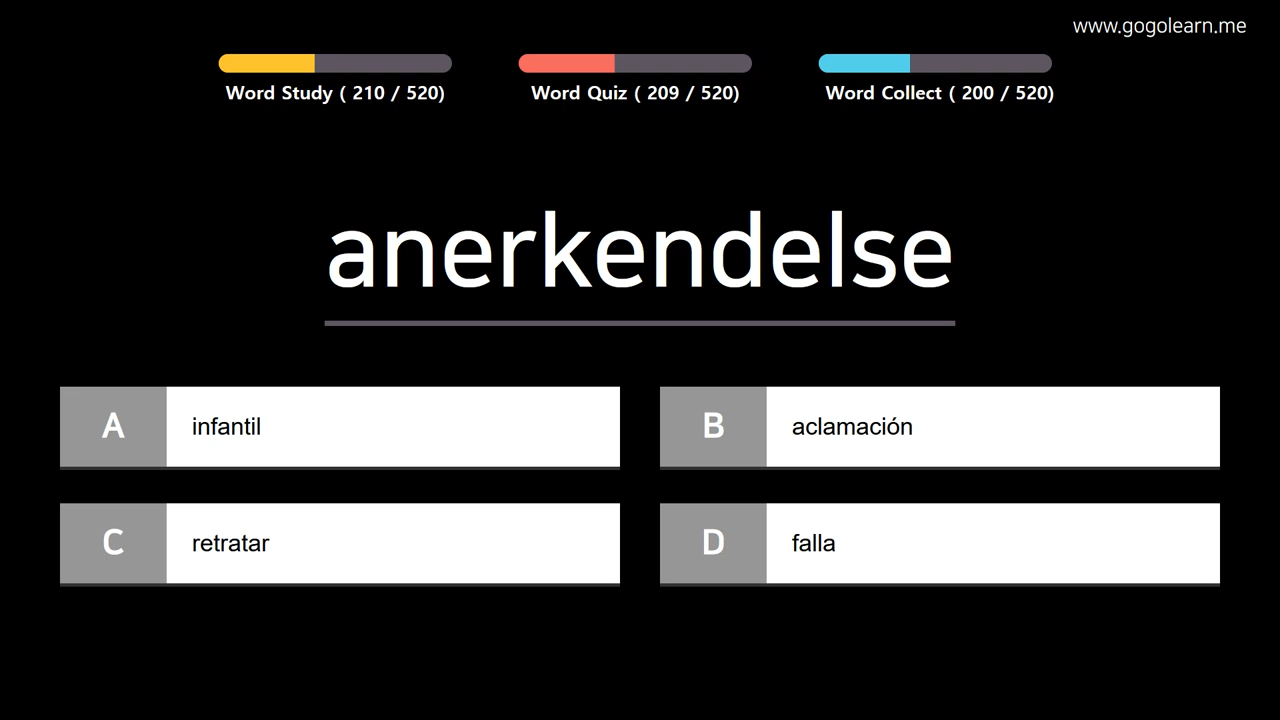 www.gogolearn.me
Word Study ( 210 / 520)
Word Quiz ( 209 / 520)
Word Collect ( 200 / 520)
anerkendelse
A infantil
B aclamación
C retratar
D falla